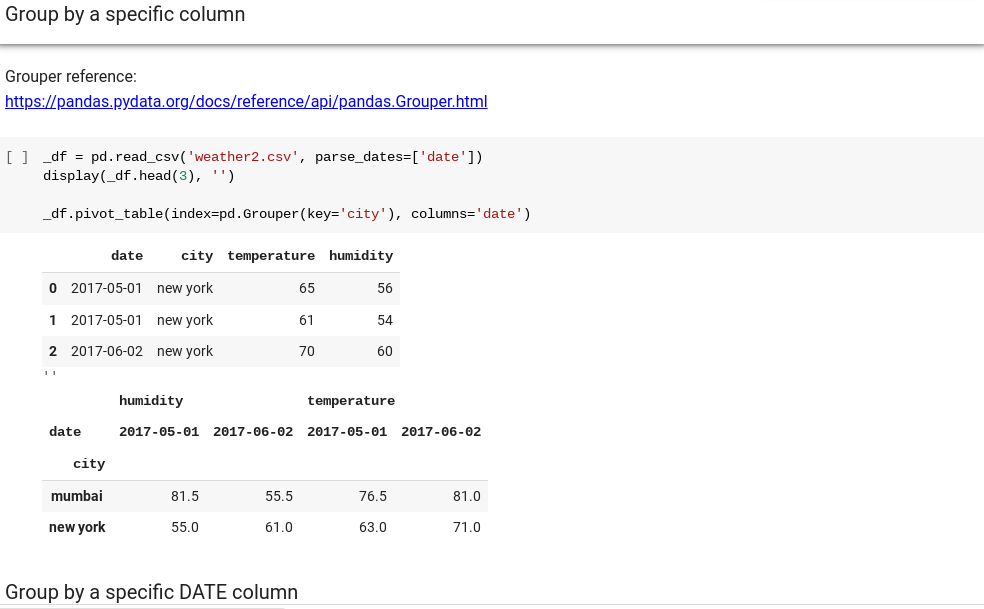 Group by a specific column
Grouper reference:
https://pandas.pydata.org/docs/reference/api/pandas.Grouper.html
[ ] _df = pd.read_csv('weather2.csv', parse_dates=['date'])
display(_df.head(3), '')
_df.pivot_table(index=pd.Grouper(key='city'), columns='date')
date city temperature humidity
0 2017-05-01 new york 65 56
1 2017-05-01 new york 61 54
2 2017-06-02 new york 70 60
''
humidity temperature
date 2017-05-01 2017-06-02 2017-05-01 2017-06-02
city
mumbai 81.5 55.5 76.5 81.0
new york 55.0 61.0 63.0 71.0
Group by a specific DATE column